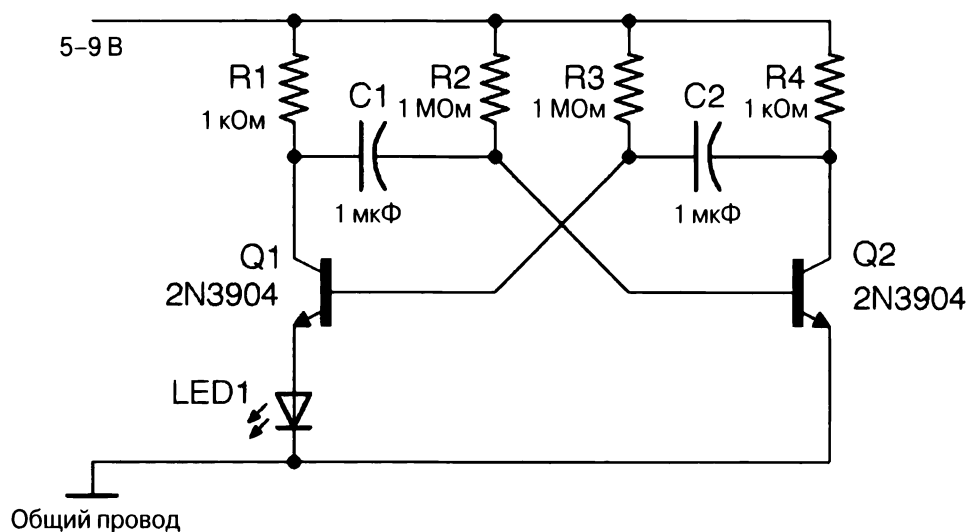 5–9 В
R1
1 кОм
C1
1 мкФ
R2
1 МОм
R3
1 МОм
C2
1 мкФ
R4
1 кОм
Q1
2N3904
Q2
2N3904
LED1
Общий провод